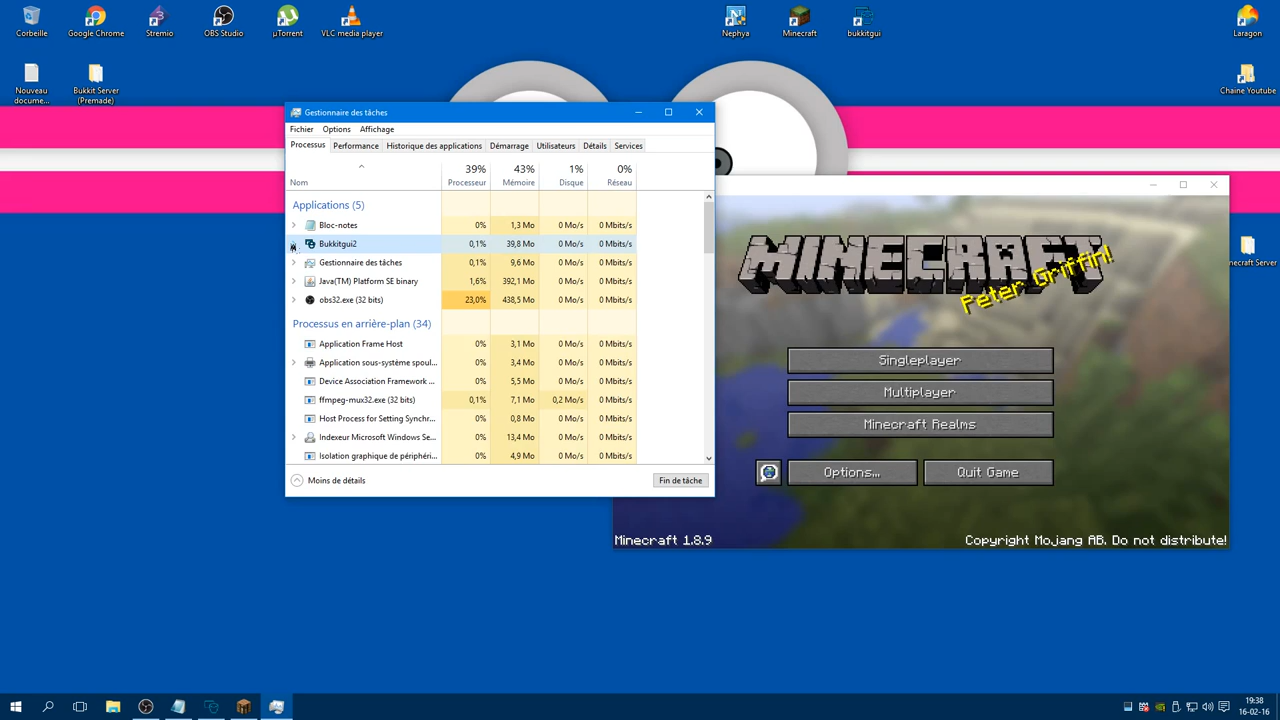 Corbeille
Google Chrome
Stremio
OBS Studio
µTorrent
VLC media player
Nephya
Minecraft
bukkitgui
Laragon
Nouveau
docume...
Bukkit Server
(Premade)
Chaine Youtube
necraft Server
Gestionnaire des tâches
Fichier Options Affichage
Processus Performance Historique des applications Démarrage Utilisateurs Détails Services
39% 43% 1% 0%
Nom Processeur Mémoire Disque Réseau
Applications (5)
Bloc-notes 0% 1,3 Mo 0 Mo/s 0 Mbits/s
Bukkitgui2 0,1% 39,8 Mo 0 Mo/s 0 Mbits/s
Gestionnaire des tâches 0,1% 9,6 Mo 0 Mo/s 0 Mbits/s
Java(TM) Platform SE binary 1,6% 392,1 Mo 0 Mo/s 0 Mbits/s
obs32.exe (32 bits) 23,0% 438,5 Mo 0 Mo/s 0 Mbits/s
Processus en arrière-plan (34)
Application Frame Host 0% 3,1 Mo 0 Mo/s 0 Mbits/s
Application sous-système spoul... 0% 3,4 Mo 0 Mo/s 0 Mbits/s
Device Association Framework ... 0% 5,5 Mo 0 Mo/s 0 Mbits/s
ffmpeg-mux32.exe (32 bits) 0,1% 7,1 Mo 0,2 Mo/s 0 Mbits/s
Host Process for Setting Synchr... 0% 0,8 Mo 0 Mo/s 0 Mbits/s
Indexeur Microsoft Windows Se... 0% 13,4 Mo 0 Mo/s 0 Mbits/s
Isolation graphique de périphéri... 0% 4,9 Mo 0 Mo/s 0 Mbits/s
Moins de détails
Fin de tâche
MINECRAFT
Peter Griffin!
Singleplayer
Multiplayer
Minecraft Realms
Options...
Quit Game
Minecraft 1.8.9
Copyright Mojang AB. Do not distribute!
19:38
16-02-16